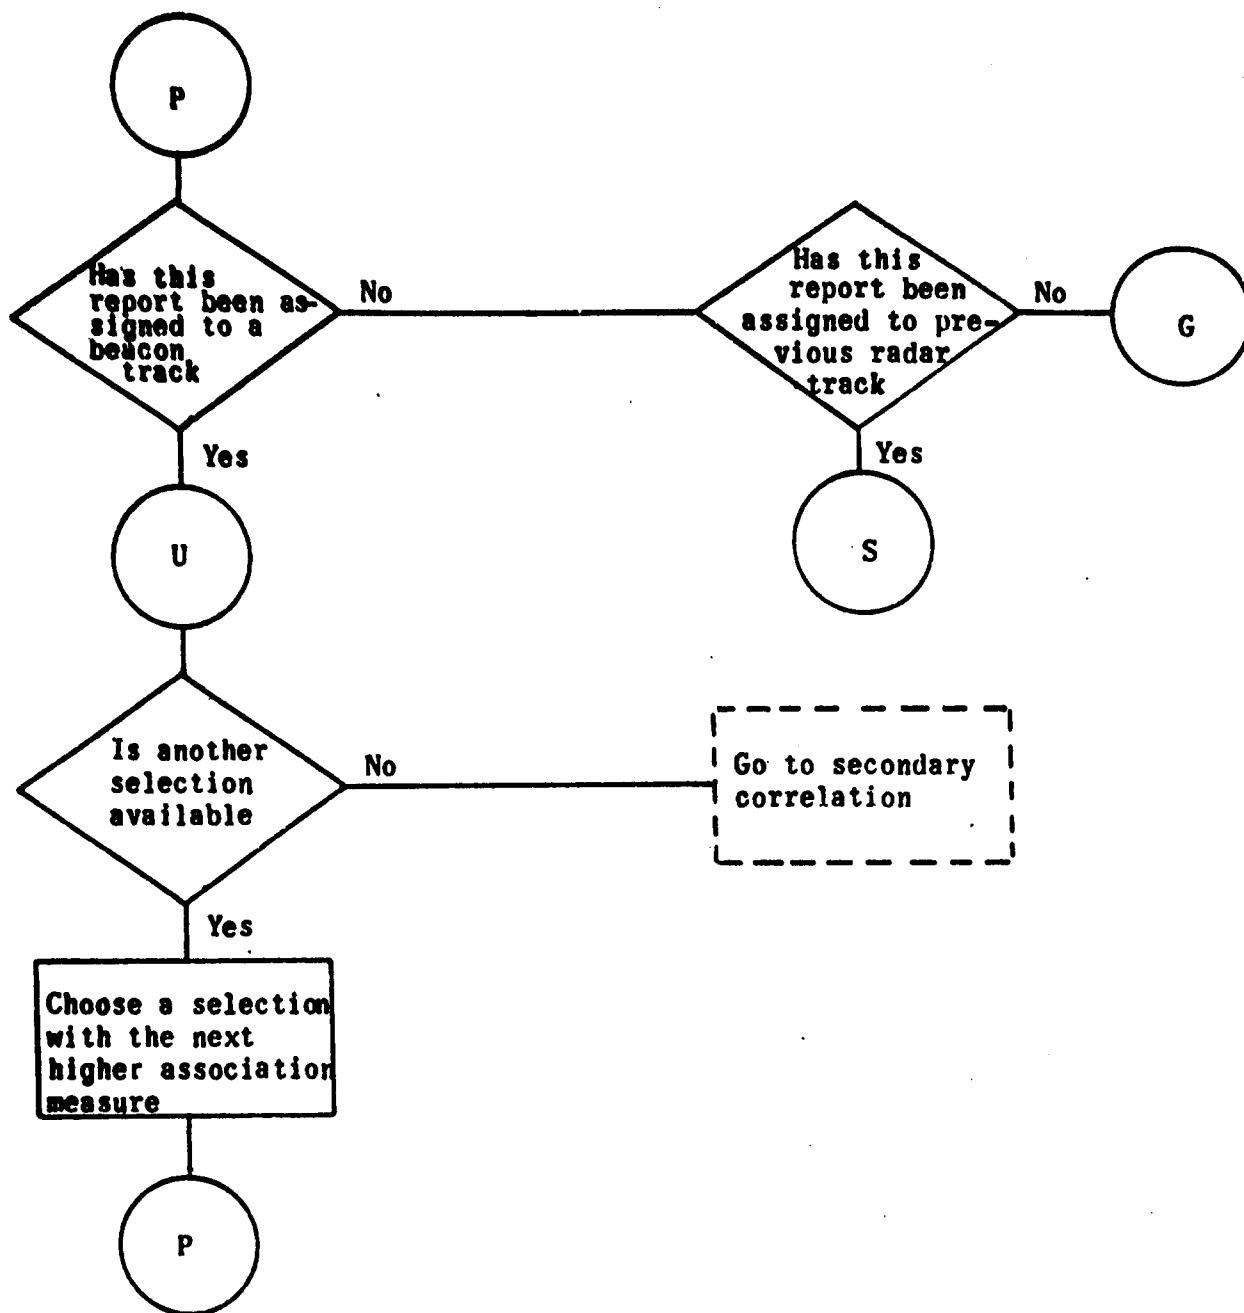 P
Has this
report been as-
signed to a
beacon
track
No
Has this
report been
assigned to pre-
vious radar
track
No
G
Yes
Yes
U
S
Is another
selection
available
No
Go to secondary
correlation
Yes
Choose a selection
with the next
higher association
measure
P